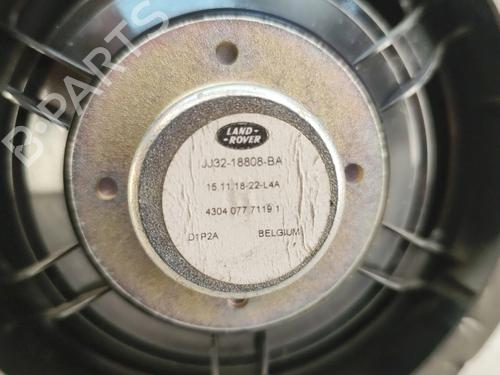 B-PARTS
LAND-
ROVER
JJ32-18808-BA
15.11.18-22-L4A
4304 077 7119 1
D1P2A BELGIUM